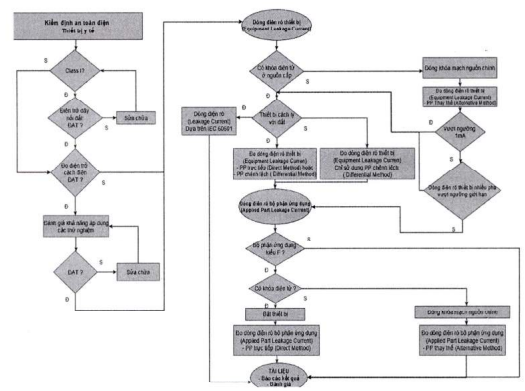 Kiểm định an toàn điện
Thiết bị y tế
S
Class I?
Đ
Điện trở dây
nối đất
ĐẠT ?
S
Sửa chữa
Đ
Đo điện trở
cách điện
ĐẠT ?
Đ
Đánh giá khả năng áp dụng
các thử nghiệm
S
ĐẠT ?
Sửa chữa
Đ
Dòng điện rò thiết bị
(Equipment Leakage Current)
Có khóa điện từ
ở nguồn cấp
S
Đ
Đóng khóa mạch nguồn chính
Dòng điện rò
(Leakage Current)
Dựa trên IEC 60601
Đ
Thiết bị cách ly
với đất
S
Đo dòng điện rò thiết bị
(Equipment Leakage Current)
- PP thay thế (Alternative Method)
Vượt ngưỡng
1mA
S
Đ
Đo dòng điện rò thiết bị
(Equipment Leakage Curren)
- PP trực tiếp (Direct Method) hoặc
- PP chênh lệch ( Differential Method)
Đo dòng điện rò thiết bị
(Equipment Leakage Current)
Chỉ sử dụng PP chênh lệch
( Differential Method)
Đ
Dòng điện rò thiết bị nhiều pha
vượt ngưỡng giới hạn
S
Dòng điện rò bộ phận ứng dụng
(Applied Part Leakage Current)
Bộ phận ứng dụng
kiểu F ?
Đ
Có khóa điện từ ?
Đ
S
Bật thiết bị
Đóng khóa mạch nguồn chính
Đo dòng điện rò bộ phận ứng dụng
(Applied Part Leakage Current)
- PP trực tiếp (Direct Method)
Đo dòng điện rò bộ phận ứng dụng
(Applied Part Leakage Current)
- PP thay thế (Alternative Method)
TÀI LIỆU
- Báo cáo kết quả
- Đánh giá